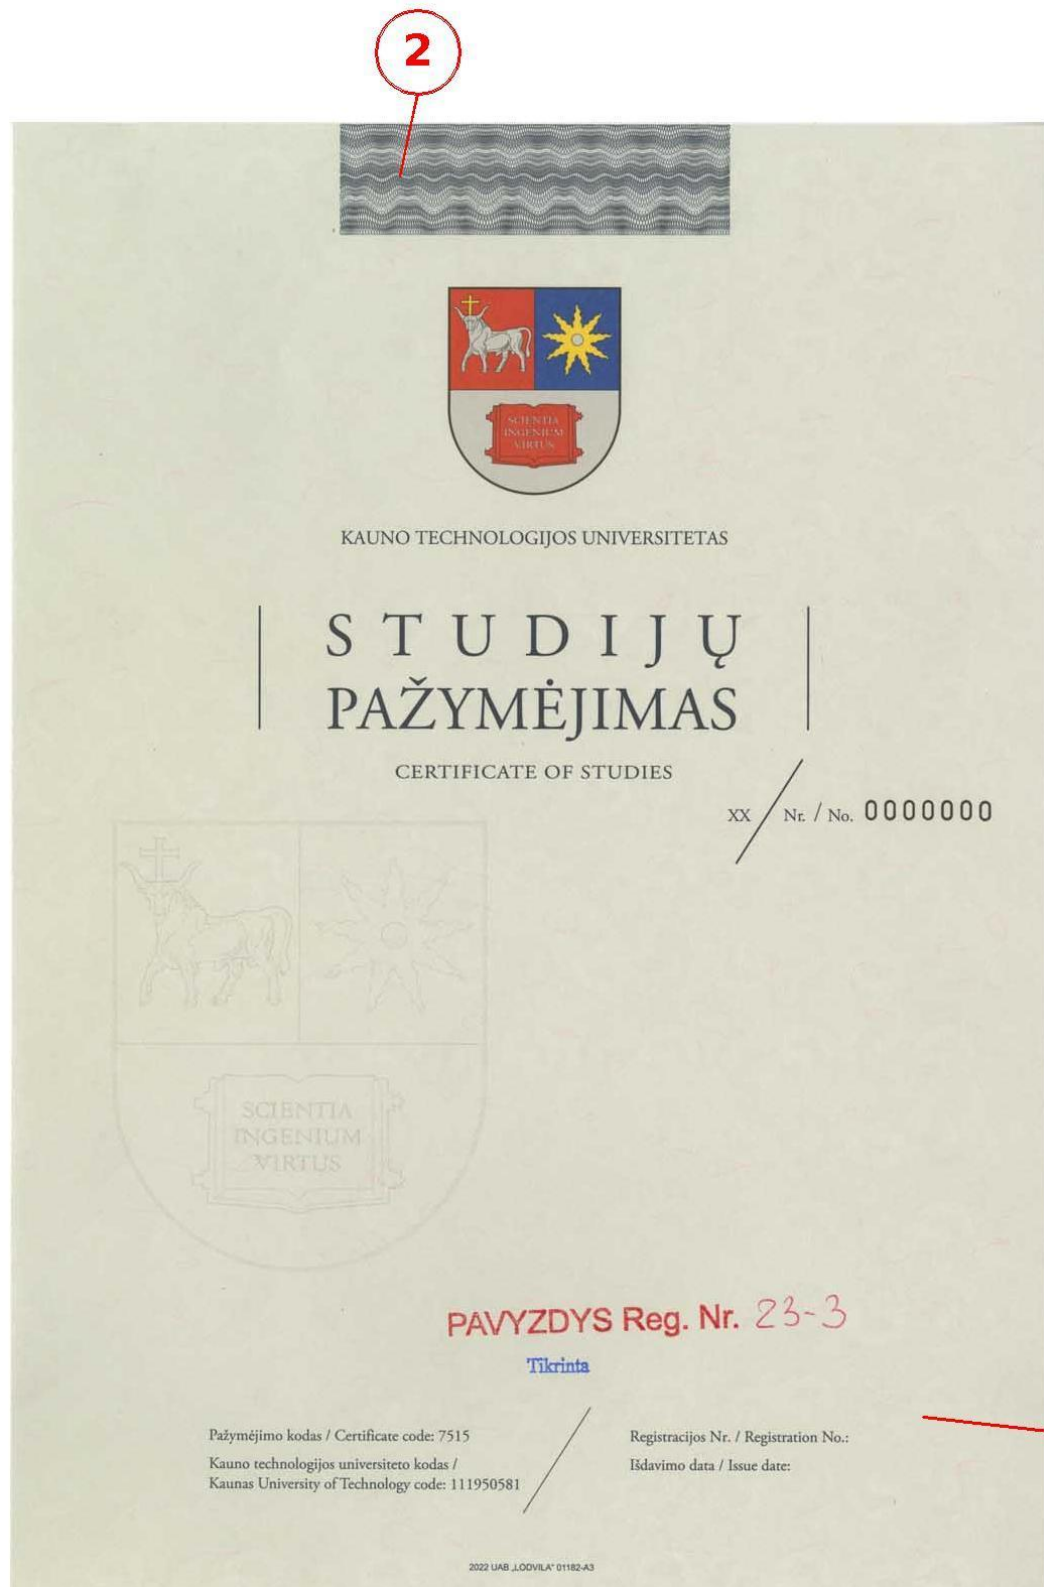 2
SCIENTIA
INGENIUM
VIRTUS
KAUNO TECHNOLOGIJOS UNIVERSITETAS
STUDIJŲ
PAŽYMĖJIMAS
CERTIFICATE OF STUDIES
XX / Nr. / No. 0000000
SCIENTIA
INGENIUM
VIRTUS
PAVYZDYS Reg. Nr. 23-3
Tikrinta
Pažymėjimo kodas / Certificate code: 7515
Kauno technologijos universiteto kodas /
Kaunas University of Technology code: 111950581
Registracijos Nr. / Registration No.:
Išdavimo data / Issue date:
2022 UAB „LODVILA“ 01182-A3